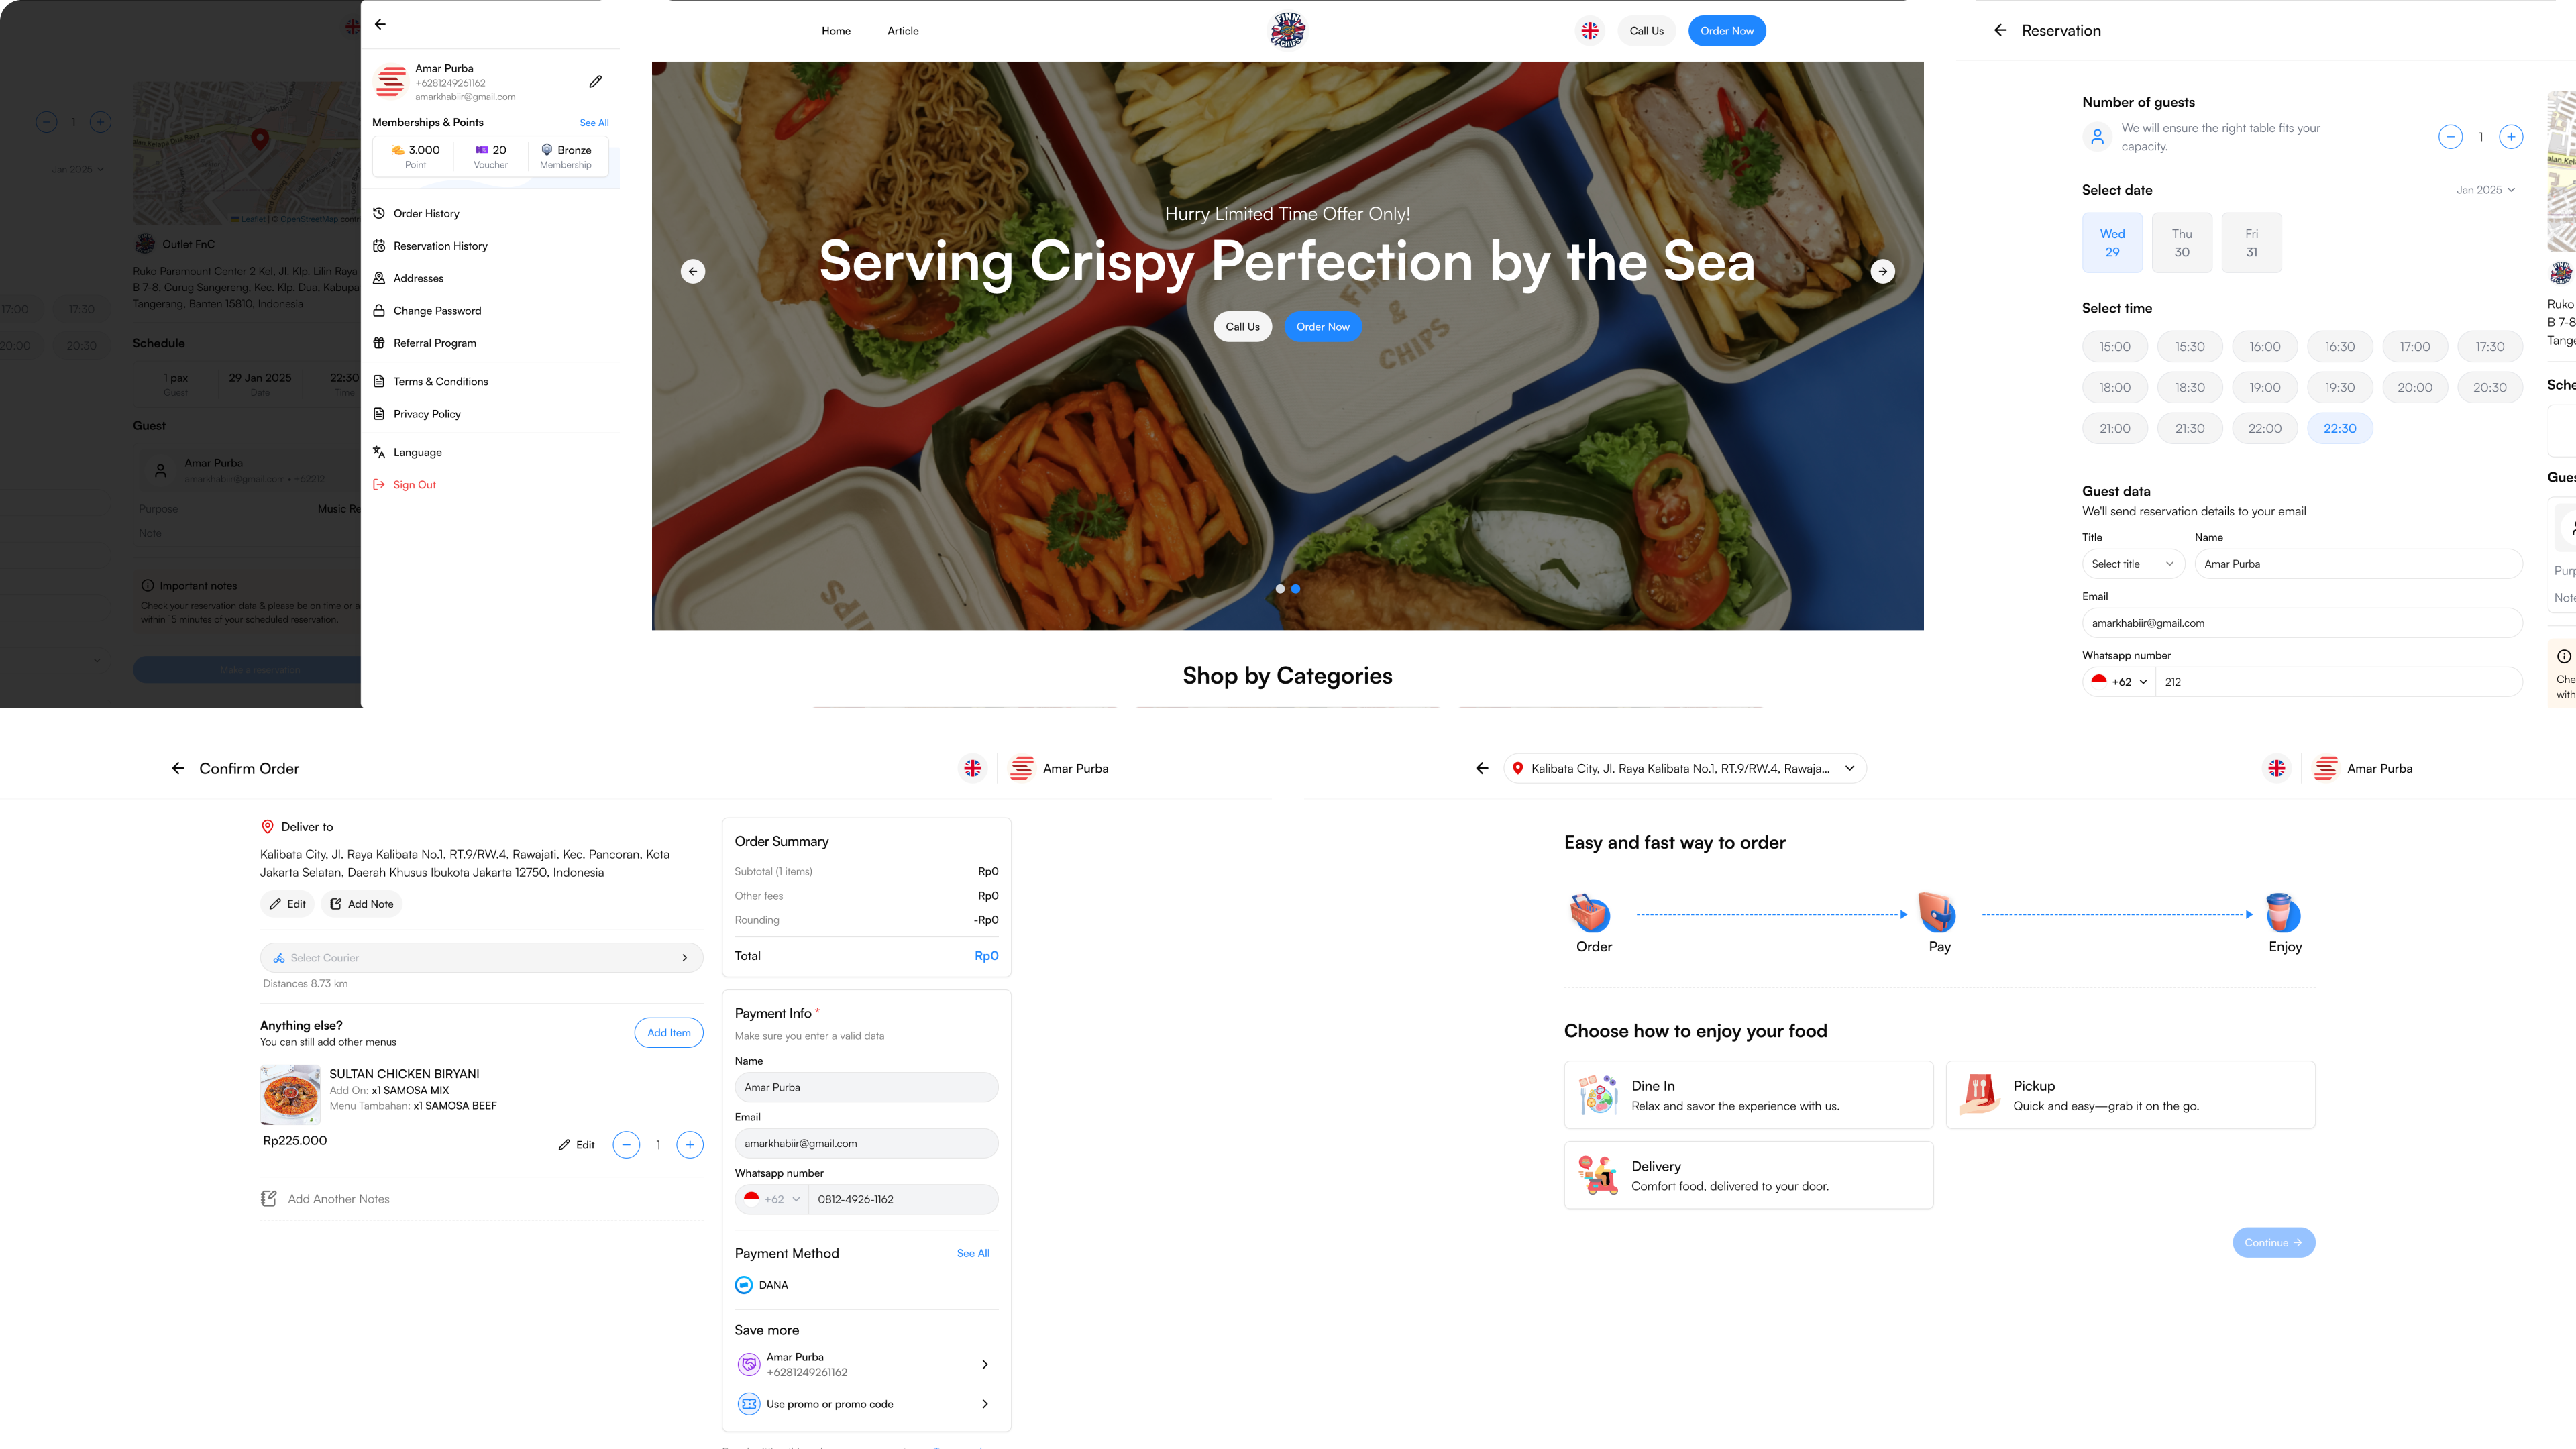 1
Jan 2025
Leaflet | © OpenStreetMap contr
Outlet FnC
Ruko Paramount Center 2 Kel, Jl. Klp. Lilin Raya
B 7-8, Curug Sangereng, Kec. Klp. Dua, Kabupa
Tangerang, Banten 15810, Indonesia
17:00
17:30
20:00
20:30
Schedule
1 pax
Guest
29 Jan 2025
Date
22:30
Time
Guest
Amar Purba
amarkhabiir@gmail.com • +62212
Purpose
Music Re
Note
Important notes
Check your reservation data & please be on time or a
within 15 minutes of your scheduled reservation.
Make a reservation
Amar Purba
+6281249261162
amarkhabiir@gmail.com
Memberships & Points
See All
3.000
Point
20
Voucher
Bronze
Membership
Order History
Reservation History
Addresses
Change Password
Referral Program
Terms & Conditions
Privacy Policy
Language
Sign Out
Home
Article
FINN
& CHIPS
Call Us
Order Now
Hurry Limited Time Offer Only!
Serving Crispy Perfection by the Sea
Call Us
Order Now
&
CHIPS
Shop by Categories
Reservation
Number of guests
We will ensure the right table fits your
capacity.
1
Select date
Jan 2025
Wed
29
Thu
30
Fri
31
Select time
15:00
15:30
16:00
16:30
17:00
17:30
18:00
18:30
19:00
19:30
20:00
20:30
21:00
21:30
22:00
22:30
Guest data
We'll send reservation details to your email
Title
Name
Select title
Amar Purba
Email
amarkhabiir@gmail.com
Whatsapp number
+62
212
Ruko
B 7-8
Tange
Sche
Gues
Purp
Note
Che
with
Confirm Order
Amar Purba
Deliver to
Kalibata City, Jl. Raya Kalibata No.1, RT.9/RW.4, Rawajati, Kec. Pancoran, Kota
Jakarta Selatan, Daerah Khusus Ibukota Jakarta 12750, Indonesia
Edit
Add Note
Select Courier
Distances 8.73 km
Anything else?
You can still add other menus
Add Item
SULTAN CHICKEN BIRYANI
Add On: x1 SAMOSA MIX
Menu Tambahan: x1 SAMOSA BEEF
Rp225.000
Edit
1
Add Another Notes
Order Summary
Subtotal (1 items)
Rp0
Other fees
Rp0
Rounding
-Rp0
Total
Rp0
Payment Info *
Make sure you enter a valid data
Name
Amar Purba
Email
amarkhabiir@gmail.com
Whatsapp number
+62
0812-4926-1162
Payment Method
See All
DANA
Save more
Amar Purba
+6281249261162
Use promo or promo code
Kalibata City, Jl. Raya Kalibata No.1, RT.9/RW.4, Rawaja...
Amar Purba
Easy and fast way to order
Order
Pay
Enjoy
Choose how to enjoy your food
Dine In
Relax and savor the experience with us.
Pickup
Quick and easy—grab it on the go.
Delivery
Comfort food, delivered to your door.
Continue